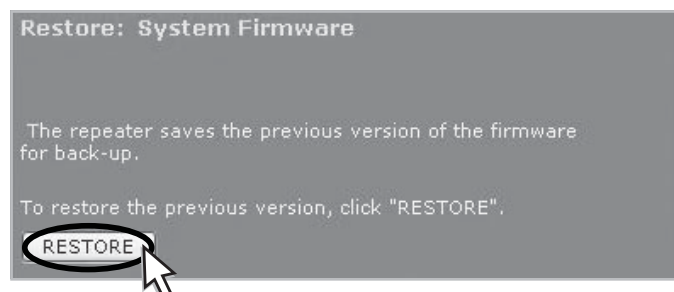 Restore: System Firmware
The repeater saves the previous version of the firmware
for back-up.
To restore the previous version, click "RESTORE".
RESTORE